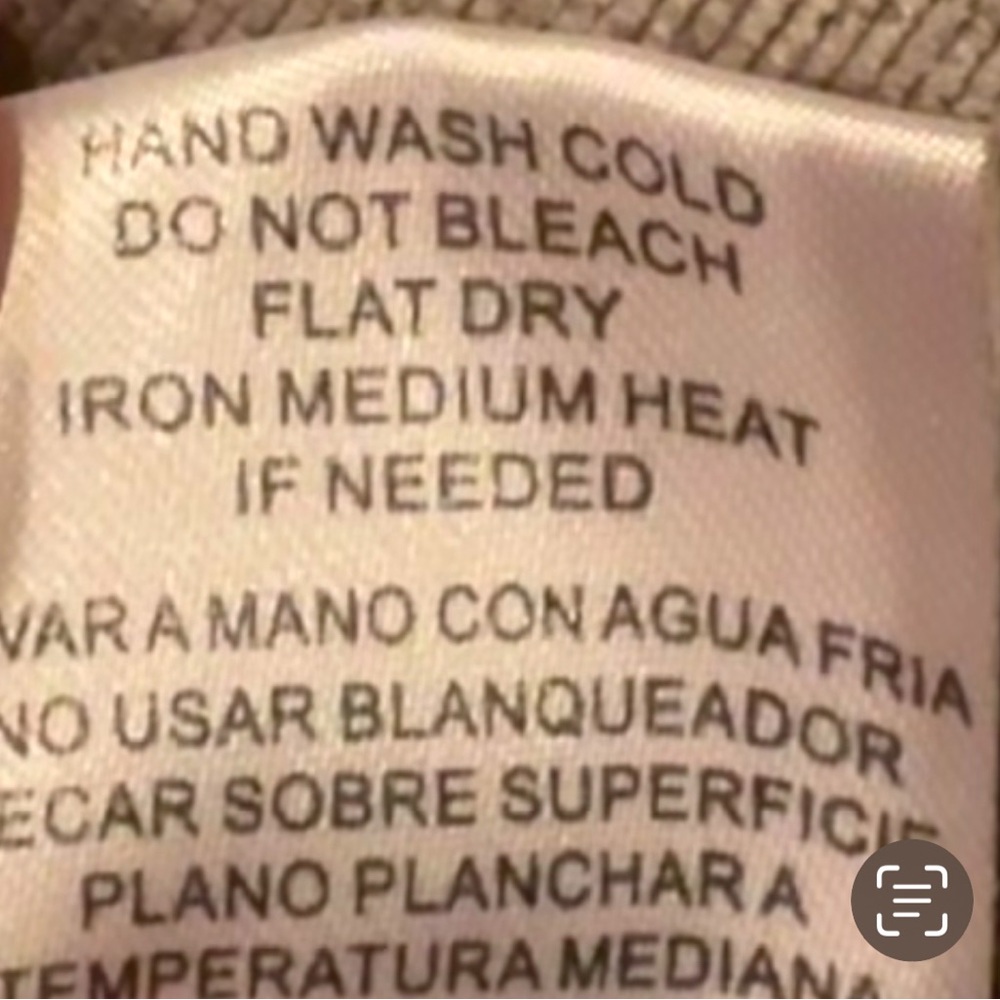 HAND WASH COLD
DO NOT BLEACH
FLAT DRY
IRON MEDIUM HEAT
IF NEEDED
VAR A MANO CON AGUA FRIA
NO USAR BLANQUEADOR
ECAR SOBRE SUPERFICIE
PLANO PLANCHAR A
TEMPERATURA MEDIANA